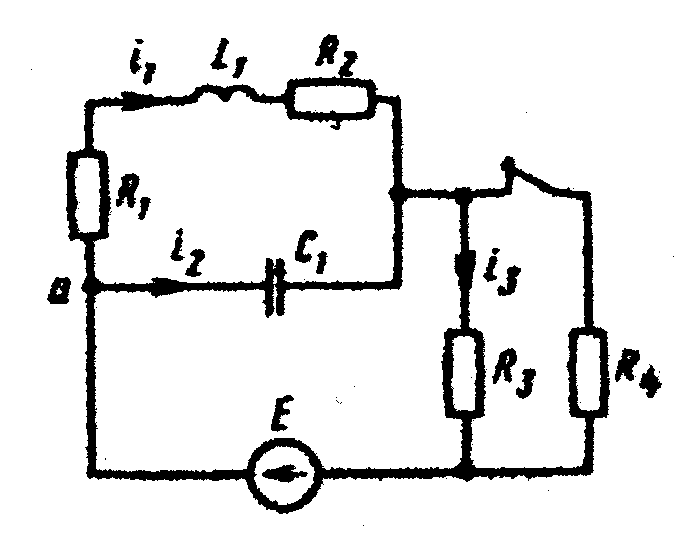 i₁ L₁ R₂
R₁
i₂ C₁
a
i₃
R₃ R₄
E